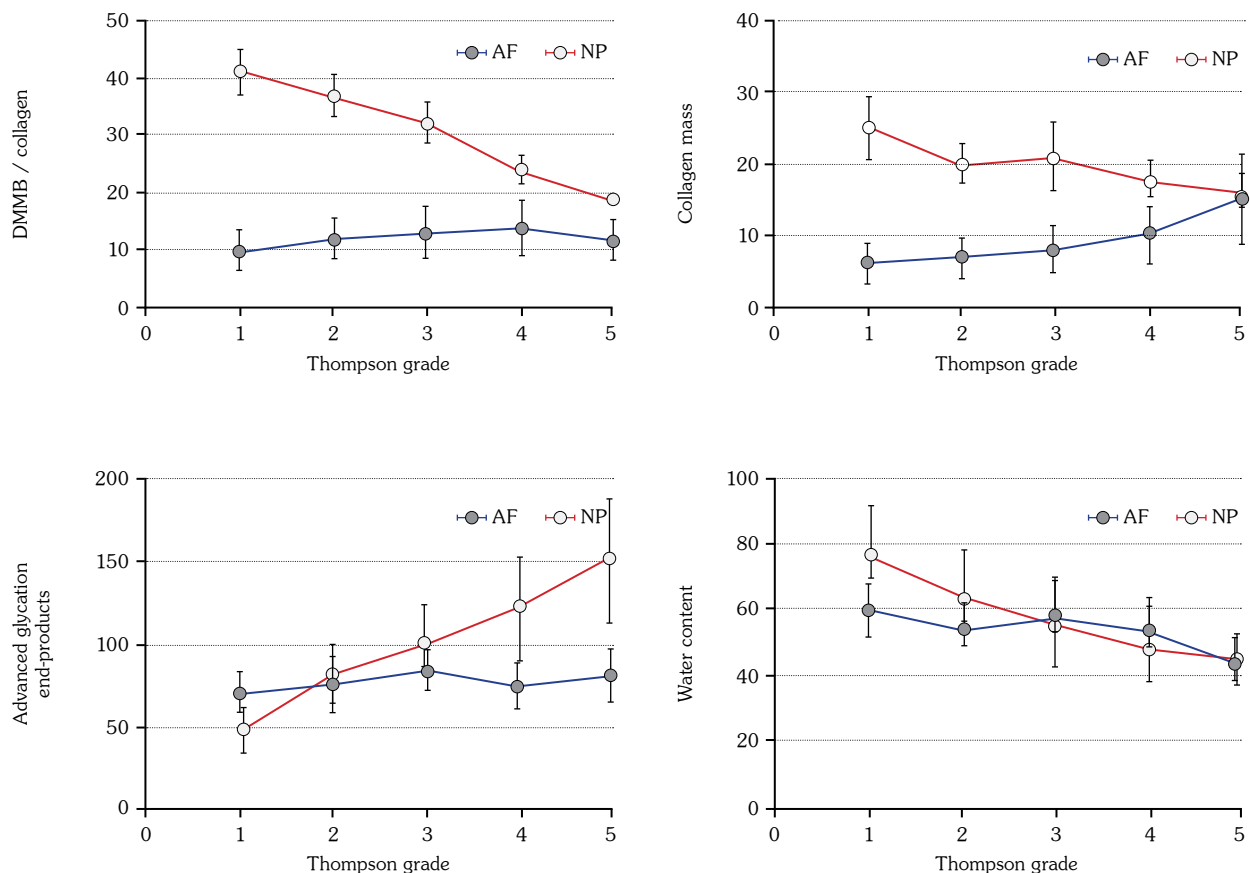 50
40
30
20
10
0
DMMB / collagen
AF NP
0 1 2 3 4 5
Thompson grade
40
30
20
10
0
Collagen mass
AF NP
0 1 2 3 4 5
Thompson grade
200
150
100
50
0
Advanced glycation
end-products
AF NP
0 1 2 3 4 5
Thompson grade
100
80
60
40
20
0
Water content
AF NP
0 1 2 3 4 5
Thompson grade